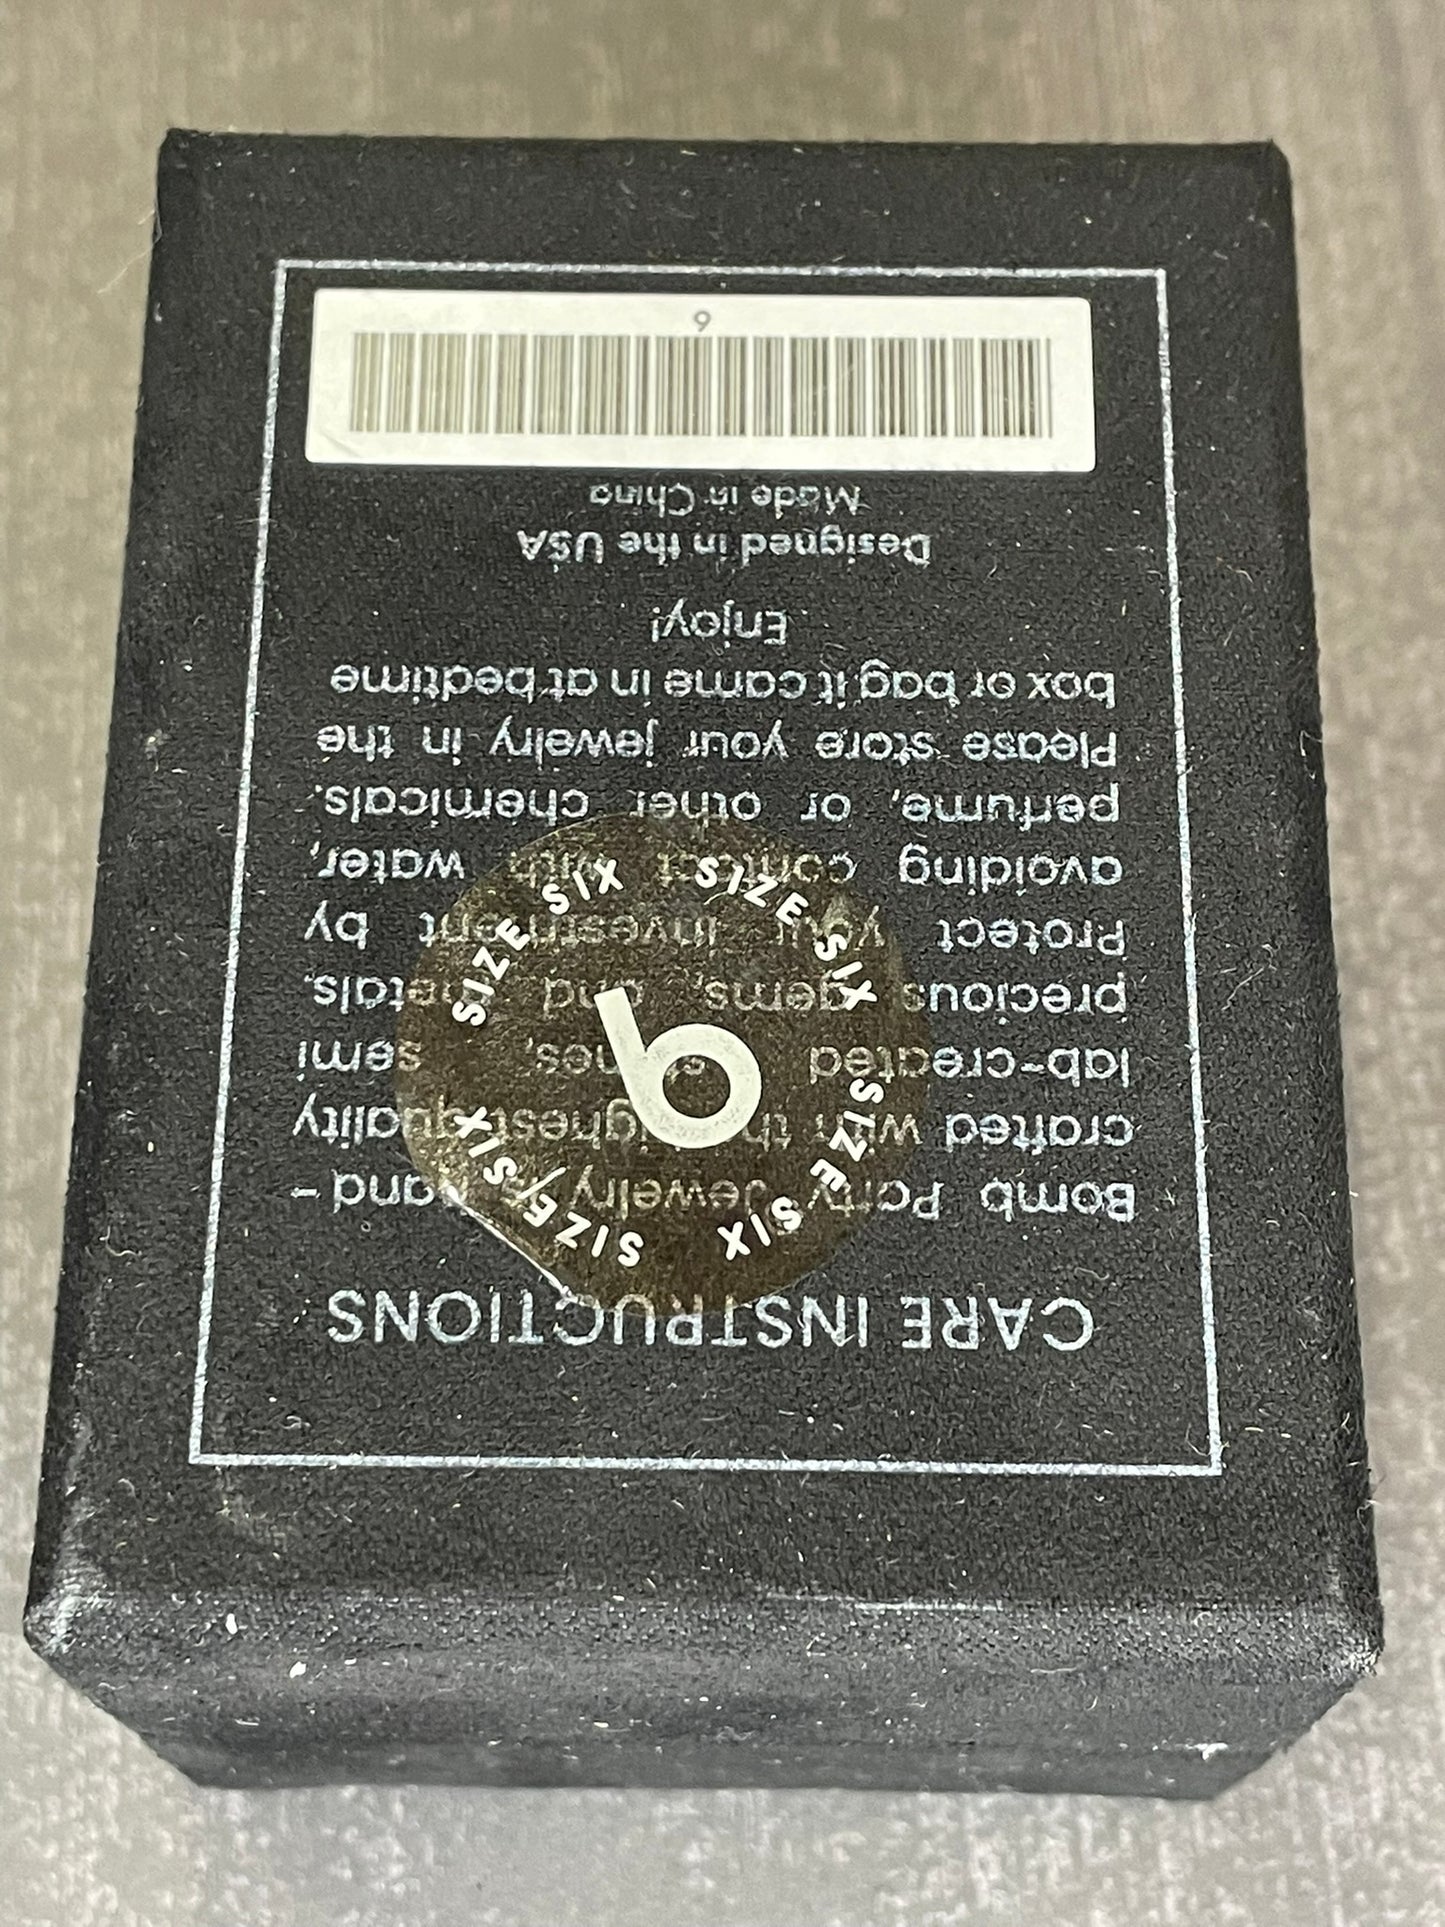 CARE INSTRUCTIONS
Bomb Party Jewelry is hand-
crafted with the highest quality
lab-created stones, semi
precious gems, and metals.
Protect your investment by
avoiding contact with water,
perfume, or other chemicals.
Please store your jewelry in the
box or bag it came in at bedtime
Enjoy!
Designed in the USA
Made in China
6
SIZE SIX SIZE SIX SIZE SIX SIZE SIX
b